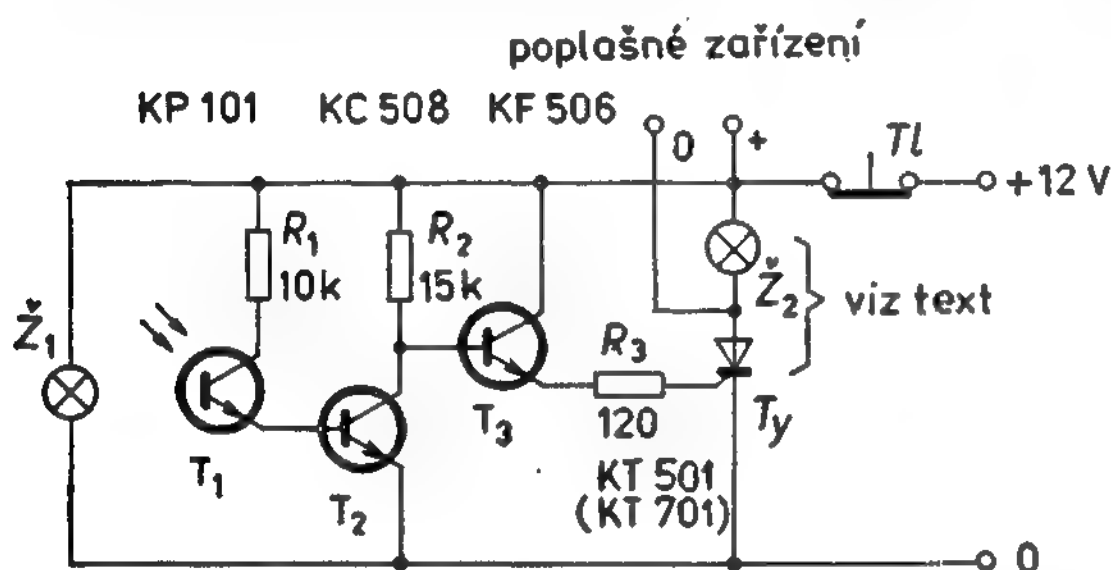 poplašné zařízení
KP 101 KC 508 KF 506
0 +
Tl
+12 V
R1
10k
R2
15k
Ž1
Ž2
viz text
R3
120
T1
T2
T3
Ty
KT 501
(KT 701)
0